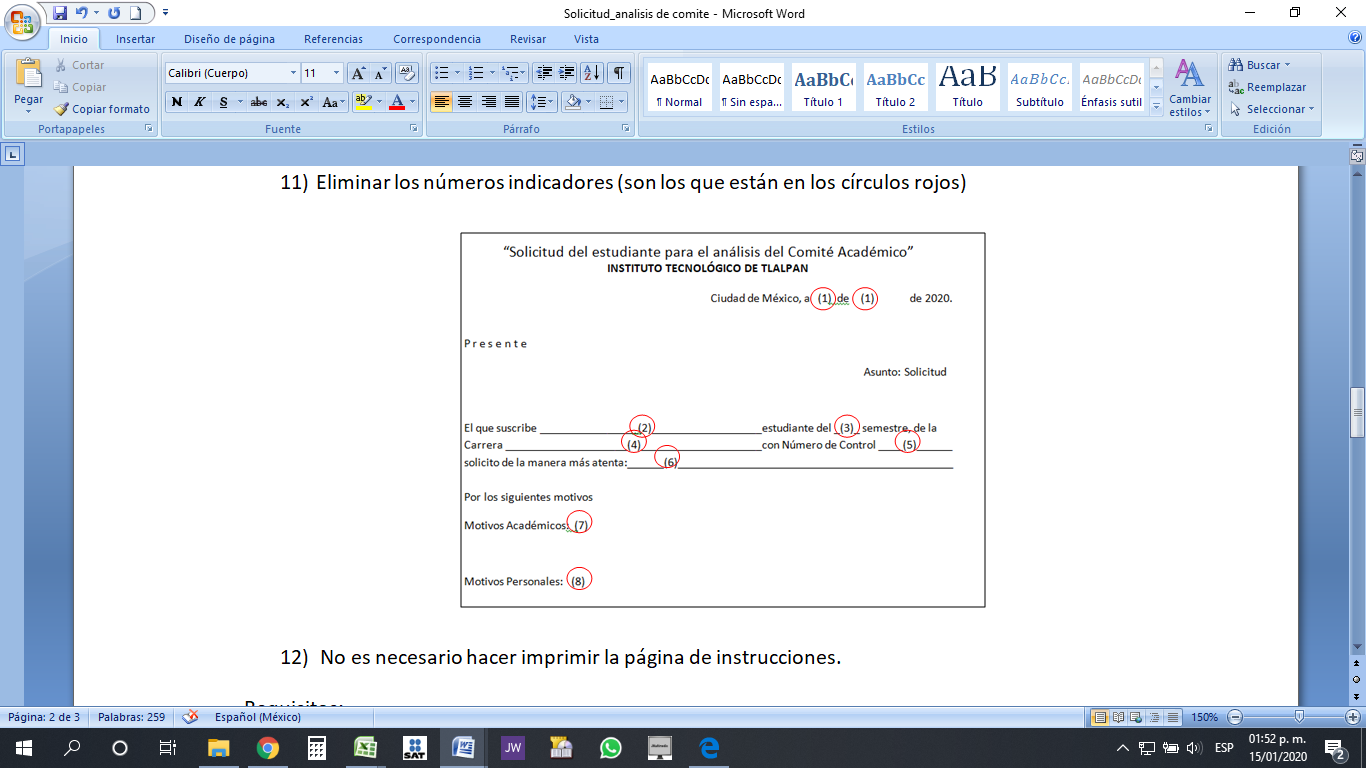 Solicitud_analisis de comite - Microsoft Word
Inicio Insertar Diseño de página Referencias Correspondencia Revisar Vista
Pegar
Cortar
Copiar
Copiar formato
Portapapeles
Calibri (Cuerpo) 11
Fuente
Párrafo
AaBbCcDc AaBbCcDc AaBbCc AaBbCc AaB AaBbCc. AaBbCcDc
¶ Normal ¶ Sin espa... Título 1 Título 2 Título Subtítulo Énfasis sutil
Cambiar estilos
Estilos
Buscar
Reemplazar
Seleccionar
Edición
11) Eliminar los números indicadores (son los que están en los círculos rojos)
“Solicitud del estudiante para el análisis del Comité Académico”
INSTITUTO TECNOLÓGICO DE TLALPAN
Ciudad de México, a (1) de (1) de 2020.
P r e s e n t e
Asunto: Solicitud
El que suscribe (2) estudiante del (3) semestre, de la
Carrera (4) con Número de Control (5)
solicito de la manera más atenta: (6)
Por los siguientes motivos
Motivos Académicos: (7)
Motivos Personales: (8)
12) No es necesario hacer imprimir la página de instrucciones.
Requisitos:
Página: 2 de 3 Palabras: 259 Español (México) 150%
SAT
JW
ESP
01:52 p. m.
15/01/2020
2